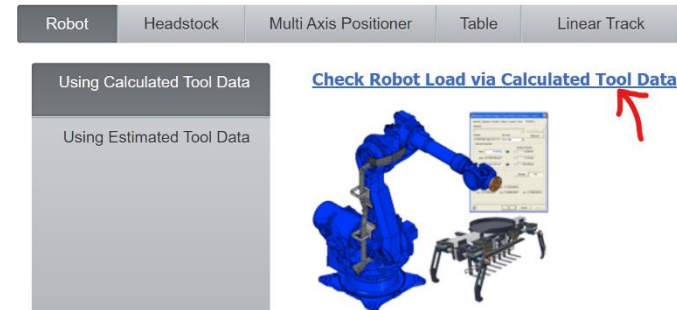 Robot
Headstock
Multi Axis Positioner
Table
Linear Track
Using Calculated Tool Data
Check Robot Load via Calculated Tool Data
Using Estimated Tool Data